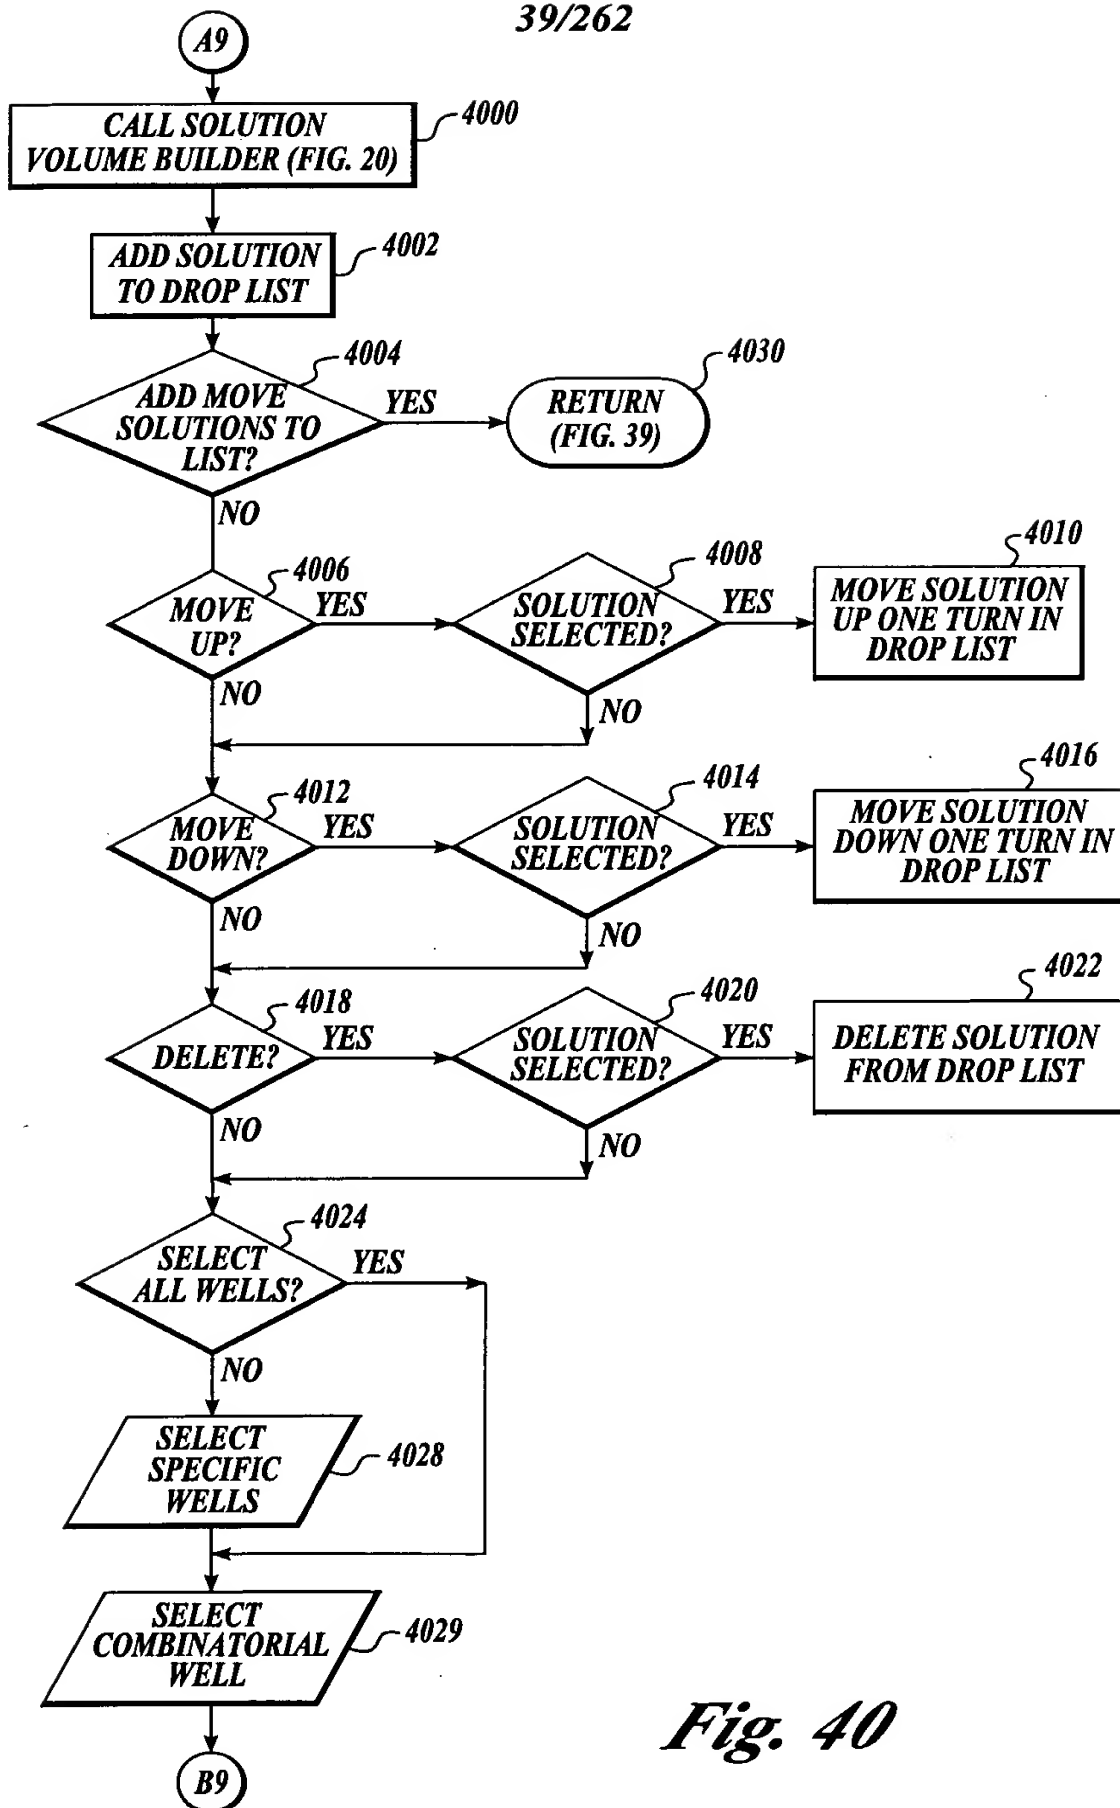 39/262
A9
CALL SOLUTION
VOLUME BUILDER (FIG. 20)
4000
ADD SOLUTION
TO DROP LIST
4002
ADD MOVE
SOLUTIONS TO
LIST?
4004
YES
RETURN
(FIG. 39)
4030
NO
MOVE
UP?
4006
YES
SOLUTION
SELECTED?
4008
YES
MOVE SOLUTION
UP ONE TURN IN
DROP LIST
4010
NO
NO
MOVE
DOWN?
4012
YES
SOLUTION
SELECTED?
4014
YES
MOVE SOLUTION
DOWN ONE TURN IN
DROP LIST
4016
NO
NO
DELETE?
4018
YES
SOLUTION
SELECTED?
4020
YES
DELETE SOLUTION
FROM DROP LIST
4022
NO
NO
SELECT
ALL WELLS?
4024
YES
NO
SELECT
SPECIFIC
WELLS
4028
SELECT
COMBINATORIAL
WELL
4029
B9
Fig. 40